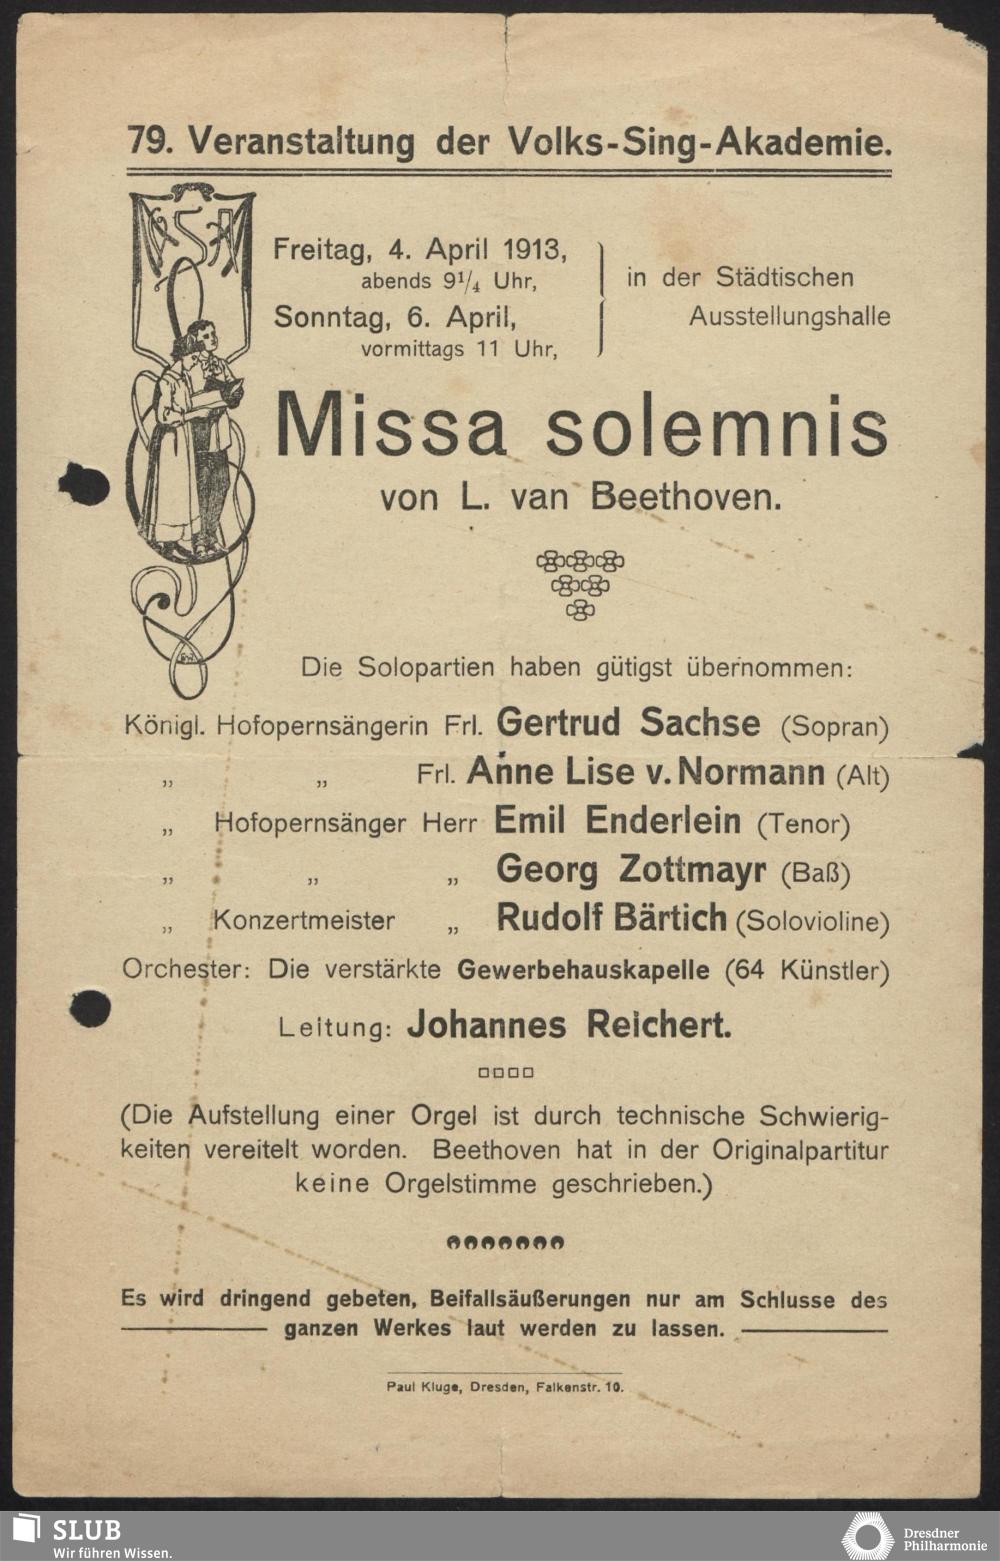 79. Veranstaltung der Volks-Sing-Akademie.
VSA
Freitag, 4. April 1913,
abends 9¼ Uhr,
Sonntag, 6. April,
vormittags 11 Uhr,
in der Städtischen
Ausstellungshalle
Missa solemnis
von L. van Beethoven.
Die Solopartien haben gütigst übernommen:
Königl. Hofopernsängerin Frl. Gertrud Sachse (Sopran)
„ „ Frl. Anne Lise v. Normann (Alt)
„ Hofopernsänger Herr Emil Enderlein (Tenor)
„ „ „ Georg Zottmayr (Baß)
„ Konzertmeister „ Rudolf Bärtich (Solovioline)
Orchester: Die verstärkte Gewerbehauskapelle (64 Künstler)
Leitung: Johannes Reichert.
(Die Aufstellung einer Orgel ist durch technische Schwierig-
keiten vereitelt worden. Beethoven hat in der Originalpartitur
keine Orgelstimme geschrieben.)
Es wird dringend gebeten, Beifallsäußerungen nur am Schlusse des
ganzen Werkes laut werden zu lassen.
Paul Kluge, Dresden, Falkenstr. 10.
SLUB
Wir führen Wissen.
Dresdner
Philharmonie